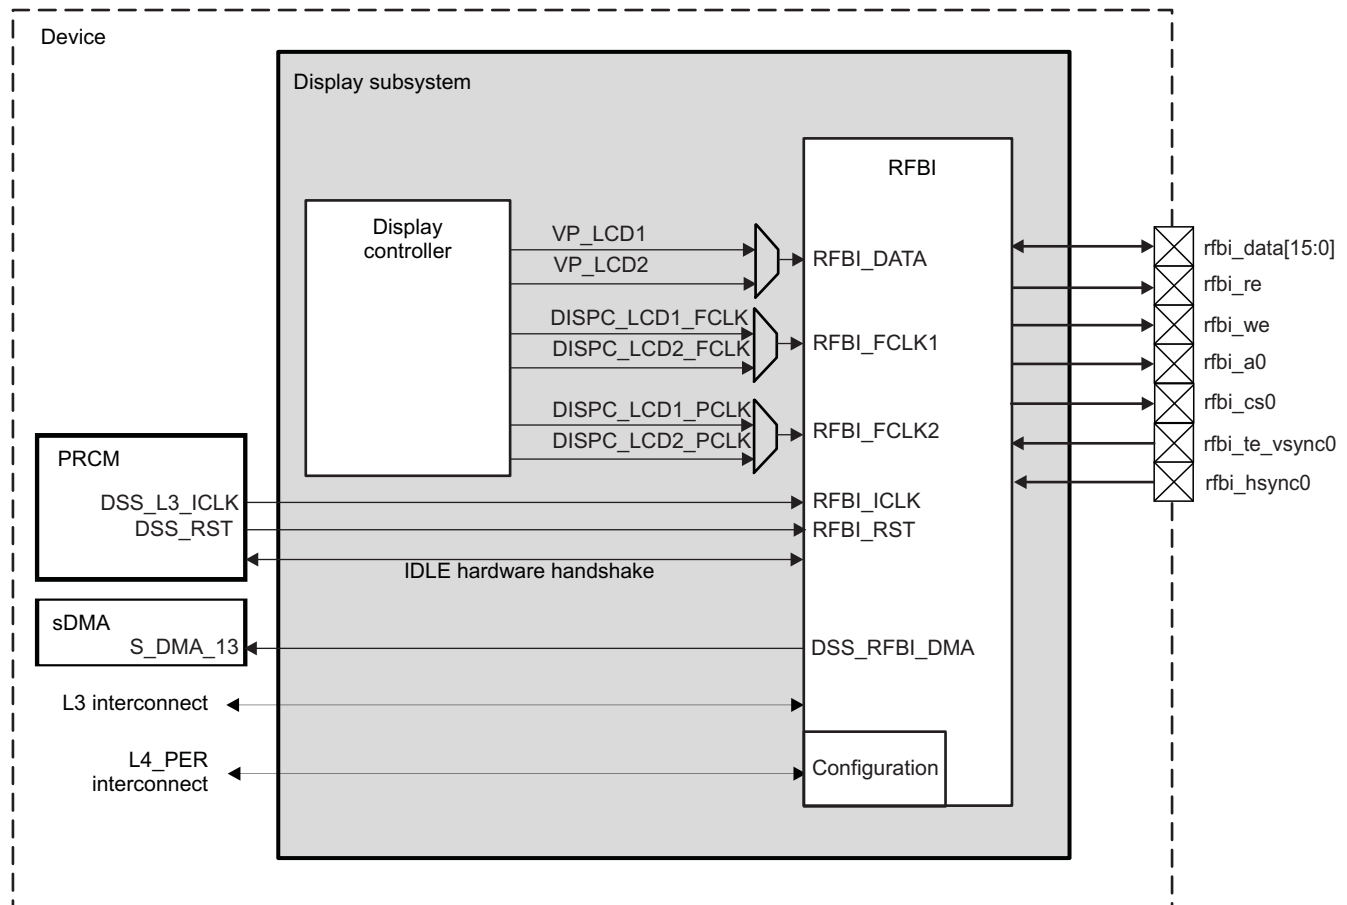 Device
Display subsystem
RFBI
Display
controller
VP_LCD1
VP_LCD2
RFBI_DATA
DISPC_LCD1_FCLK
DISPC_LCD2_FCLK
RFBI_FCLK1
DISPC_LCD1_PCLK
DISPC_LCD2_PCLK
RFBI_FCLK2
rfbi_data[15:0]
rfbi_re
rfbi_we
rfbi_a0
rfbi_cs0
rfbi_te_vsync0
rfbi_hsync0
PRCM
DSS_L3_ICLK
RFBI_ICLK
DSS_RST
RFBI_RST
IDLE hardware handshake
sDMA
S_DMA_13
DSS_RFBI_DMA
L3 interconnect
L4_PER
interconnect
Configuration